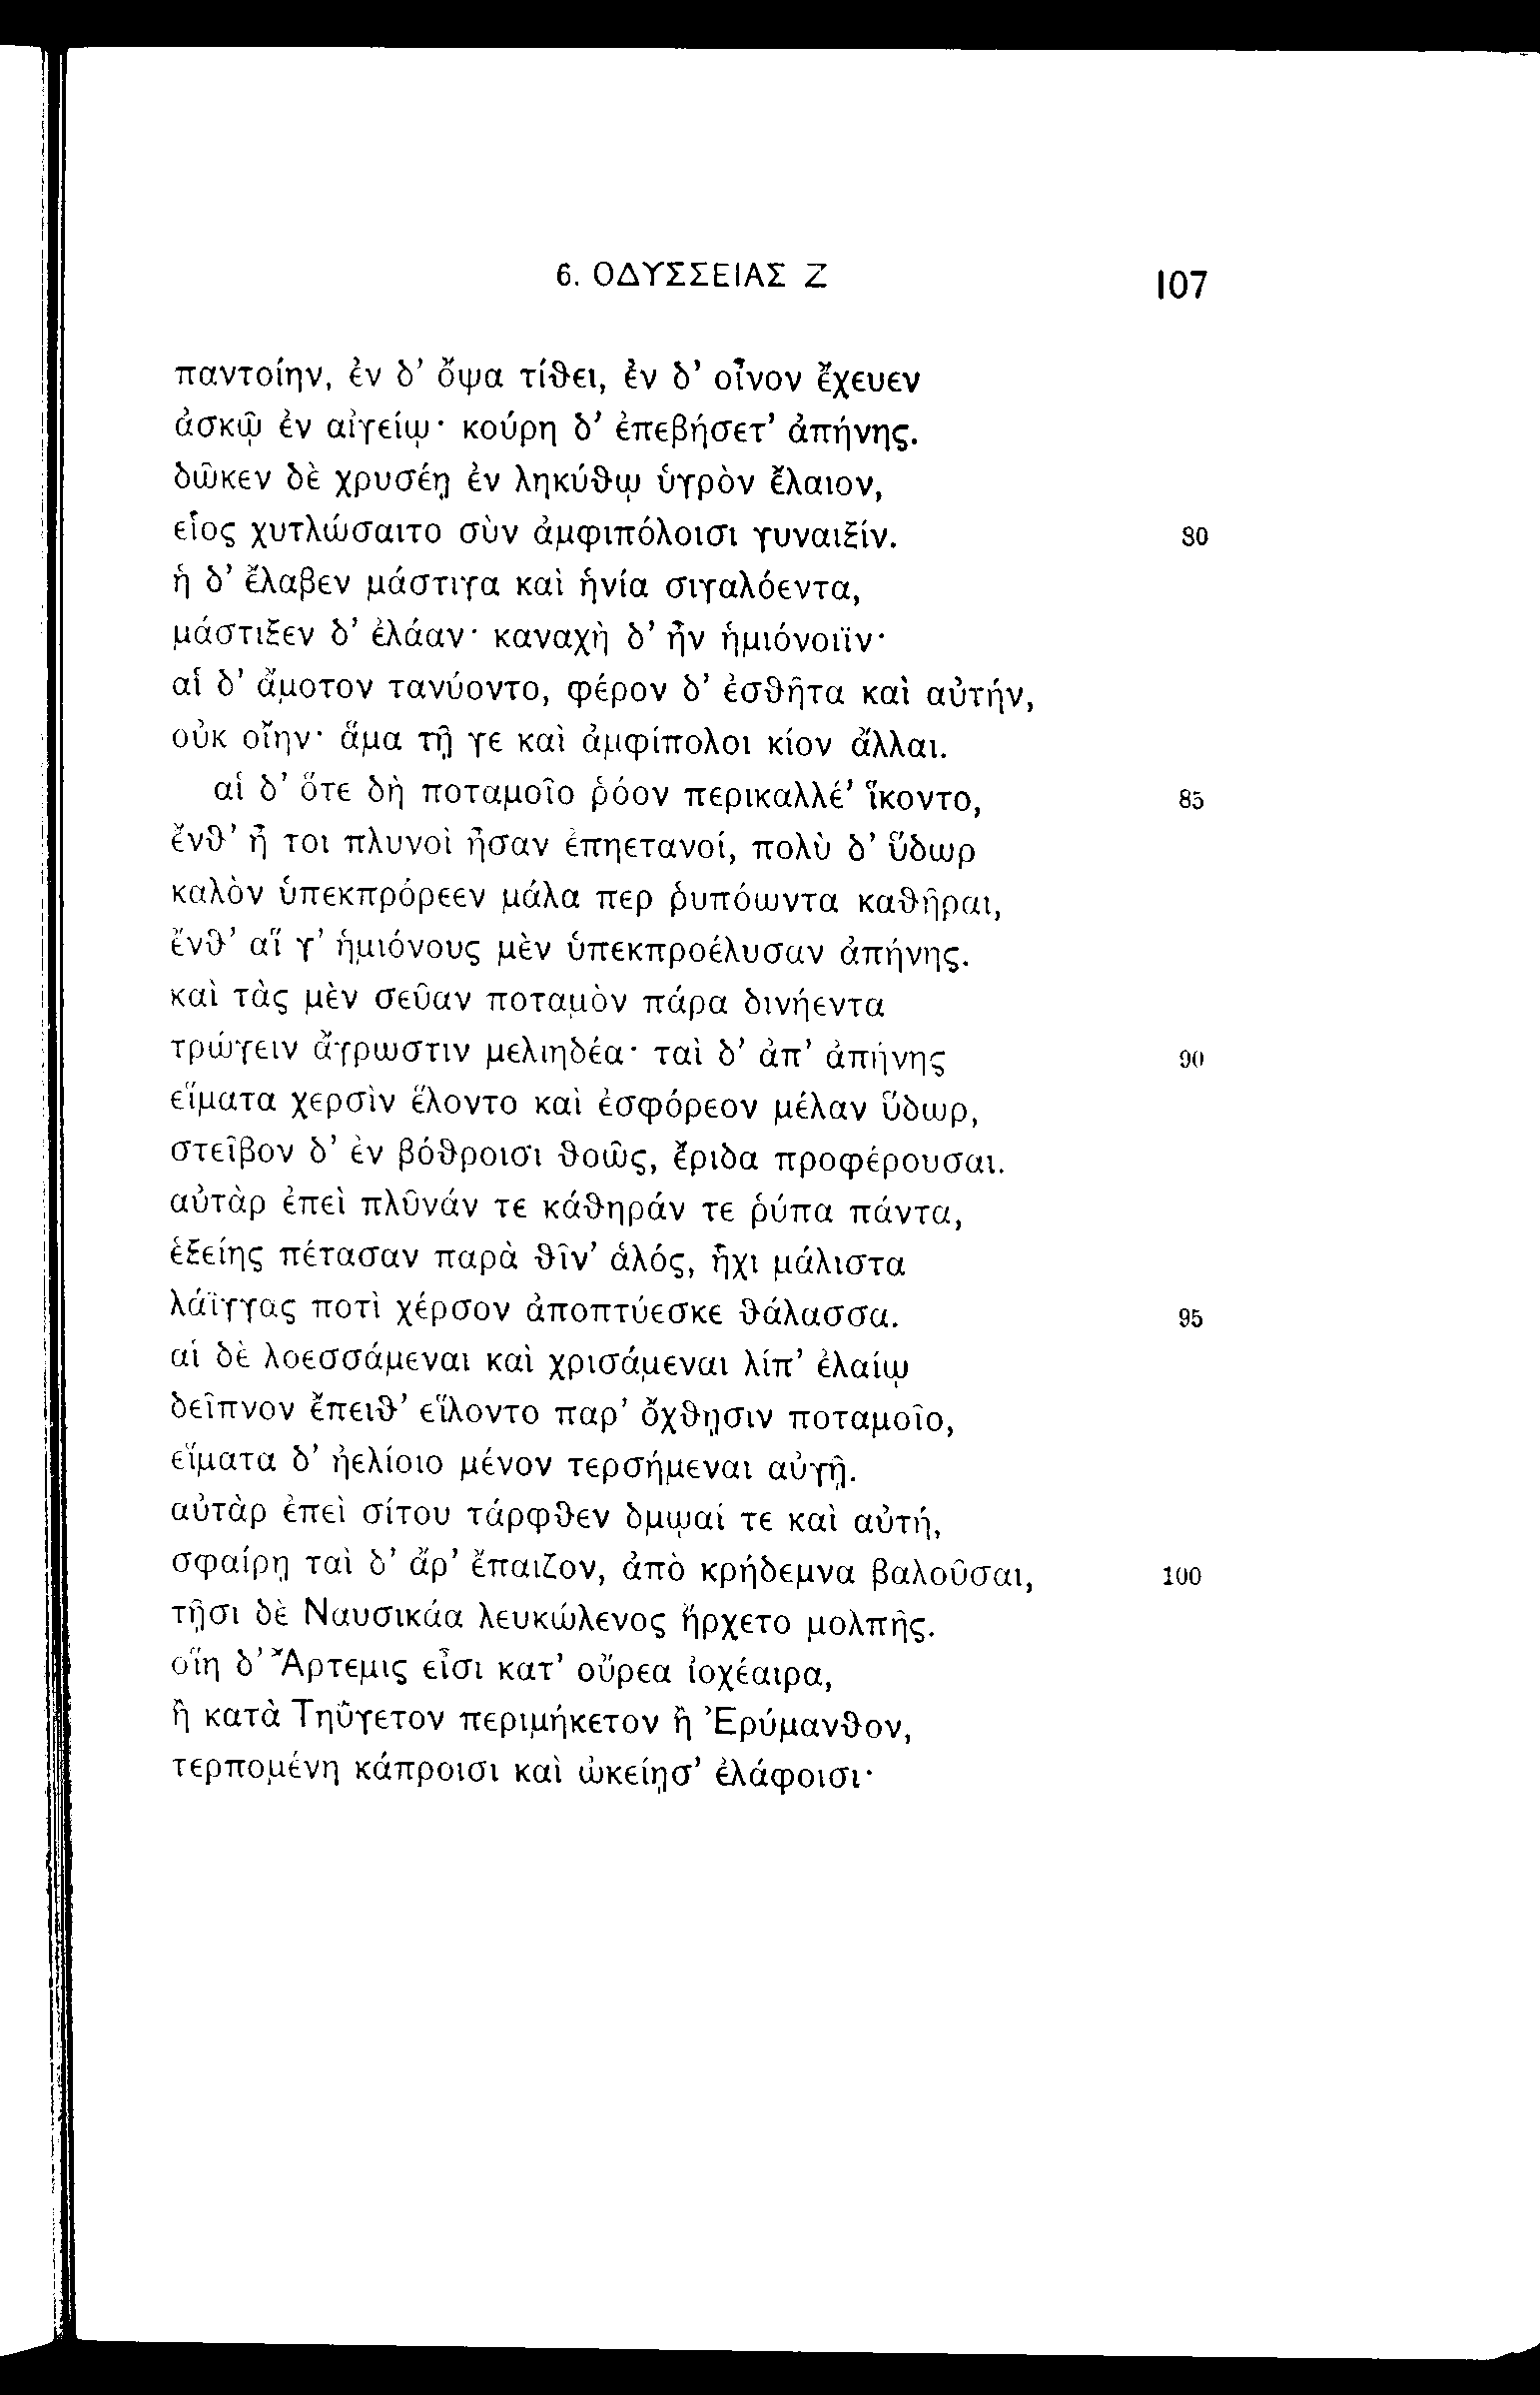 6. ΟΔΥΣΣΕΙΑΣ Ζ 107
παντοίην, ἐν δ’ ὄψα τίθει, ἐν δ’ οἶνον ἔχευεν
ἀσκῷ ἐν αἰγείῳ· κούρη δ’ ἐπεβήσετ’ ἀπήνης.
δῶκεν δὲ χρυσέῃ ἐν ληκύθῳ ὑγρὸν ἔλαιον,
εἷος χυτλώσαιτο σὺν ἀμφιπόλοισι γυναιξίν. 80
ἡ δ’ ἔλαβεν μάστιγα καὶ ἡνία σιγαλόεντα,
μάστιξεν δ’ ἐλάαν· καναχὴ δ’ ἦν ἡμιόνοιϊν·
αἱ δ’ ἄμοτον τανύοντο, φέρον δ’ ἐσθῆτα καὶ αὐτήν,
οὐκ οἴην· ἅμα τῇ γε καὶ ἀμφίπολοι κίον ἄλλαι.
αἱ δ’ ὅτε δὴ ποταμοῖο ῥόον περικαλλέ’ ἵκοντο, 85
ἔνθ’ ἦ τοι πλυνοὶ ἦσαν ἐπηετανοί, πολὺ δ’ ὕδωρ
καλὸν ὑπεκπρόρεεν μάλα περ ῥυπόωντα καθῆραι,
ἔνθ’ αἵ γ’ ἡμιόνους μὲν ὑπεκπροέλυσαν ἀπήνης.
καὶ τὰς μὲν σεῦαν ποταμὸν πάρα δινήεντα
τρώγειν ἄγρωστιν μελιηδέα· ταὶ δ’ ἀπ’ ἀπήνης 90
εἵματα χερσὶν ἕλοντο καὶ ἐσφόρεον μέλαν ὕδωρ,
στεῖβον δ’ ἐν βόθροισι θοῶς, ἔριδα προφέρουσαι.
αὐτὰρ ἐπεὶ πλῦνάν τε κάθηράν τε ῥύπα πάντα,
ἑξείης πέτασαν παρὰ θῖν’ ἁλός, ἧχι μάλιστα
λάϊγγας ποτὶ χέρσον ἀποπτύεσκε θάλασσα. 95
αἱ δὲ λοεσσάμεναι καὶ χρισάμεναι λίπ’ ἐλαίῳ
δεῖπνον ἔπειθ’ εἵλοντο παρ’ ὄχθῃσιν ποταμοῖο,
εἵματα δ’ ἠελίοιο μένον τερσήμεναι αὐγῇ.
αὐτὰρ ἐπεὶ σίτου τάρφθεν δμῳαί τε καὶ αὐτή,
σφαίρῃ ταὶ δ’ ἄρ’ ἔπαιζον, ἀπὸ κρήδεμνα βαλοῦσαι, 100
τῇσι δὲ Ναυσικάα λευκώλενος ἤρχετο μολπῆς.
οἵη δ’ Ἄρτεμις εἶσι κατ’ οὔρεα ἰοχέαιρα,
ἢ κατὰ Τηΰγετον περιμήκετον ἢ Ἐρύμανθον,
τερπομένη κάπροισι καὶ ὠκείῃσ’ ἐλάφοισι·